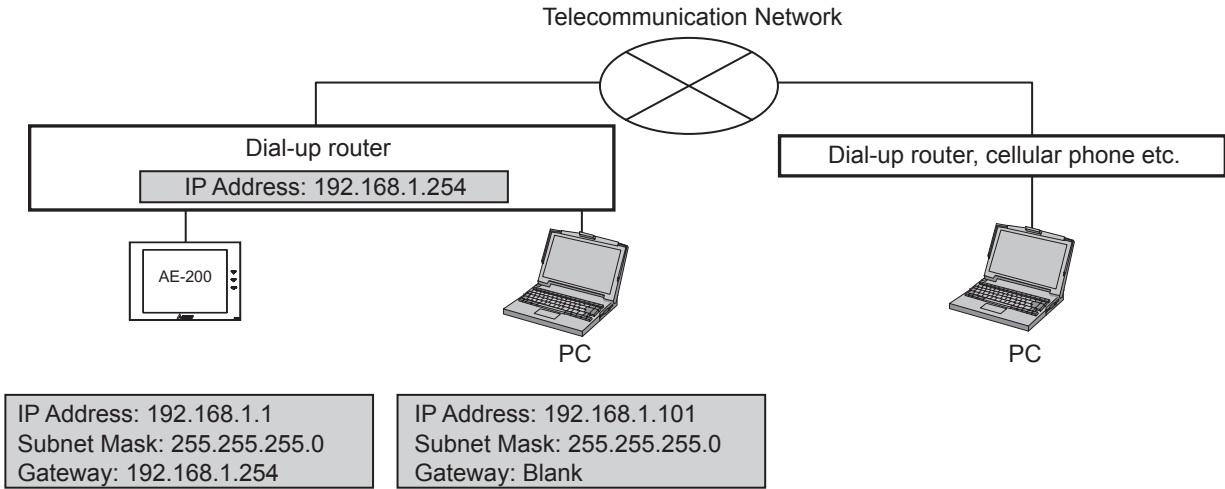 Telecommunication Network
Dial-up router
IP Address: 192.168.1.254
Dial-up router, cellular phone etc.
AE-200
PC
PC
IP Address: 192.168.1.1
Subnet Mask: 255.255.255.0
Gateway: 192.168.1.254
IP Address: 192.168.1.101
Subnet Mask: 255.255.255.0
Gateway: Blank